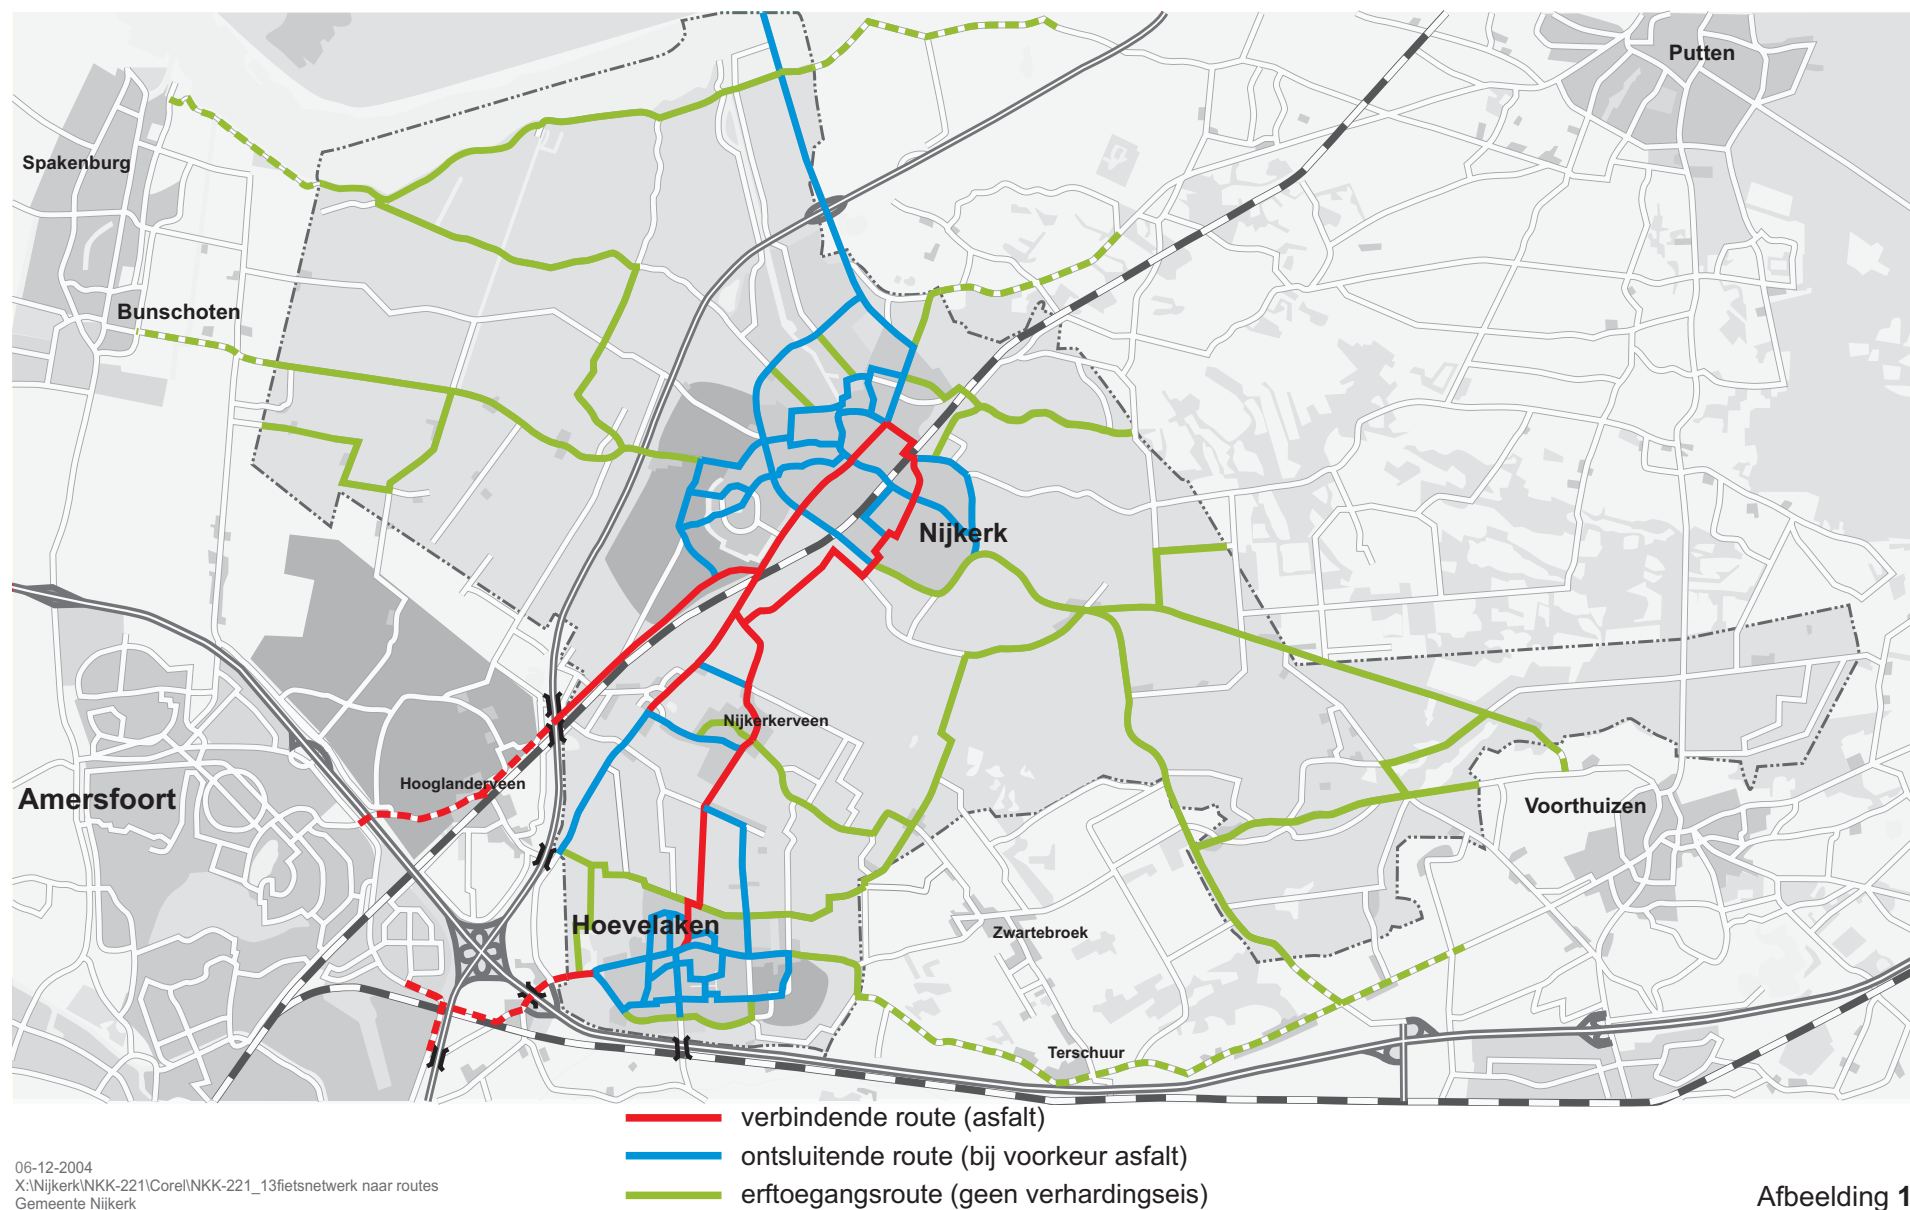 Putten
Spakenburg
Bunschoten
Nijkerk
Nijkerkerveen
Hooglanderveen
Amersfoort
Voorthuizen
Hoevelaken
Zwartebroek
Terschuur
verbindende route (asfalt)
ontsluitende route (bij voorkeur asfalt)
erftoegangsroute (geen verhardingseis)
06-12-2004
X:\Nijkerk\NKK-221\Corel\NKK-221_13fietsnetwerk naar routes
Gemeente Nijkerk
Afbeelding 1